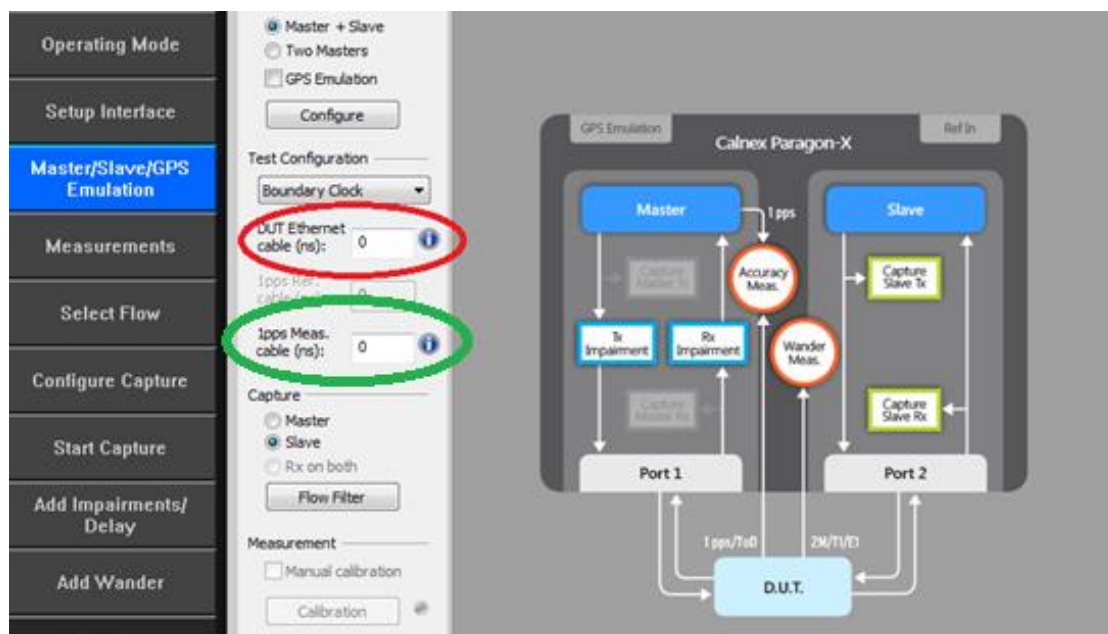 Operating Mode
Setup Interface
Master/Slave/GPS
Emulation
Measurements
Select Flow
Configure Capture
Start Capture
Add Impairments/
Delay
Add Wander
Master + Slave
Two Masters
GPS Emulation
Configure
Test Configuration
Boundary Clock
DUT Ethernet
cable (ns):
0
1pps Ref.
0
1pps Meas.
cable (ns):
0
Capture
Master
Slave
Rx on both
Flow Filter
Measurement
Manual calibration
Calibration
GPS Emulation
Ref In
Calnex Paragon-X
Master
1 pps
Slave
Capture
Master Tx
Accuracy
Meas.
Capture
Slave Tx
Tx
Impairment
Rx
Impairment
Wander
Meas.
Capture
Master Rx
Capture
Slave Rx
Port 1
Port 2
1 pps/ToD
2M/T1/E1
D.U.T.